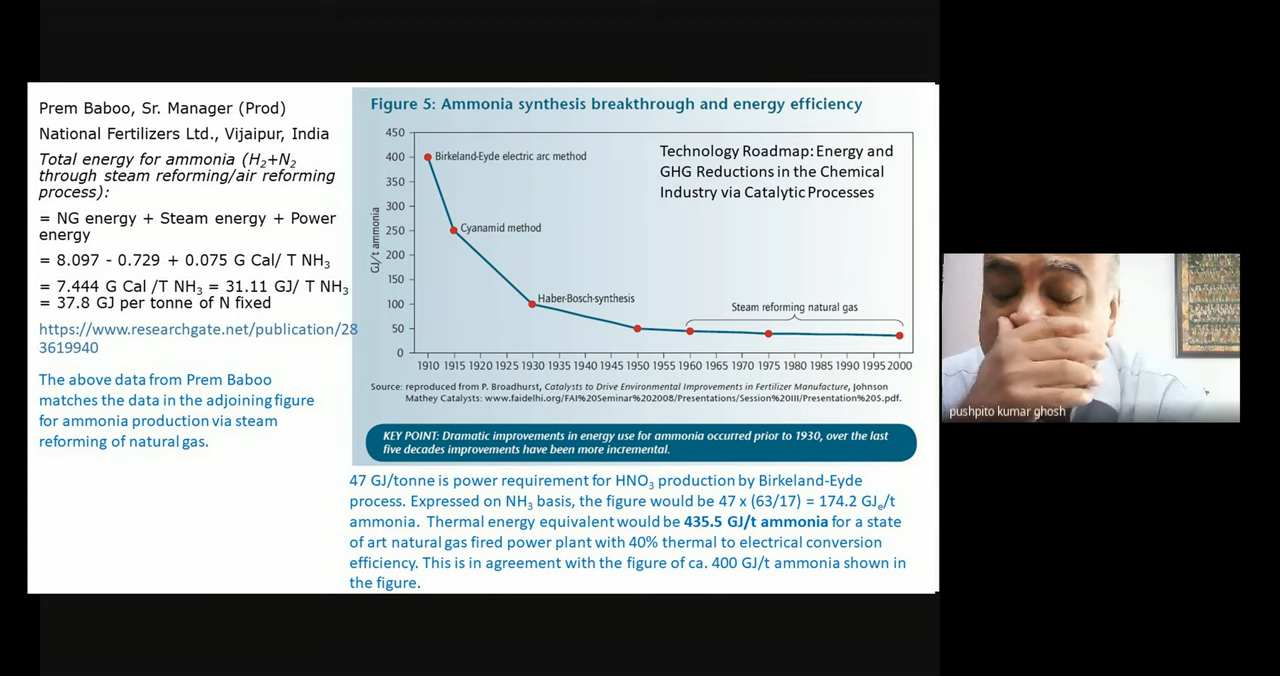 Prem Baboo, Sr. Manager (Prod)
National Fertilizers Ltd., Vijaipur, India
Total energy for ammonia (H₂+N₂
through steam reforming/air reforming
process):
= NG energy + Steam energy + Power
energy
= 8.097 - 0.729 + 0.075 G Cal/ T NH₃
= 7.444 G Cal /T NH₃ = 31.11 GJ/ T NH₃
= 37.8 GJ per tonne of N fixed
https://www.researchgate.net/publication/28
3619940
The above data from Prem Baboo
matches the data in the adjoining figure
for ammonia production via steam
reforming of natural gas.
Figure 5: Ammonia synthesis breakthrough and energy efficiency
GJ/t ammonia
450
400
350
300
250
200
150
100
50
0
Birkeland-Eyde electric arc method
Cyanamid method
Haber-Bosch-synthesis
Steam reforming natural gas
Technology Roadmap: Energy and
GHG Reductions in the Chemical
Industry via Catalytic Processes
1910 1915 1920 1925 1930 1935 1940 1945 1950 1955 1960 1965 1970 1975 1980 1985 1990 1995 2000
Source: reproduced from P. Broadhurst, Catalysts to Drive Environmental Improvements in Fertilizer Manufacture, Johnson
Mathey Catalysts: www.faidelhi.org/FAI%20Seminar%202008/Presentations/Session%20III/Presentation%205.pdf.
KEY POINT: Dramatic improvements in energy use for ammonia occurred prior to 1930, over the last
five decades improvements have been more incremental.
47 GJ/tonne is power requirement for HNO₃ production by Birkeland-Eyde
process. Expressed on NH₃ basis, the figure would be 47 x (63/17) = 174.2 GJₑ/t
ammonia. Thermal energy equivalent would be 435.5 GJ/t ammonia for a state
of art natural gas fired power plant with 40% thermal to electrical conversion
efficiency. This is in agreement with the figure of ca. 400 GJ/t ammonia shown in
the figure.
pushpito kumar ghosh